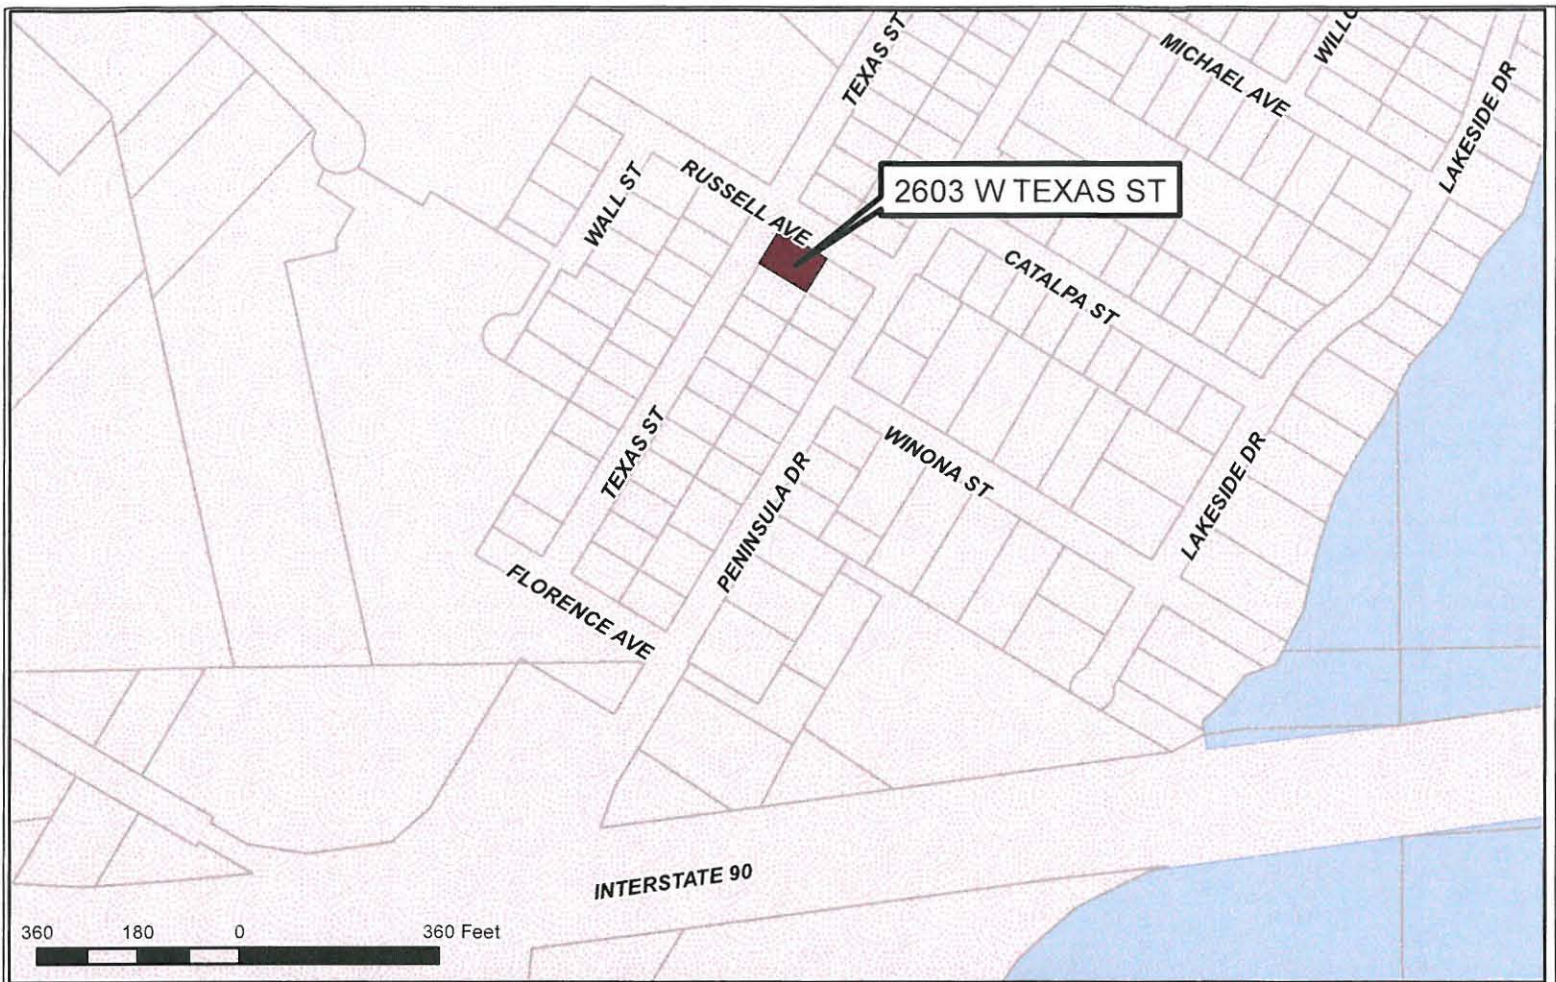 TEXAS ST
MICHAEL AVE
LAKESIDE DR
RUSSELL AVE
2603 W TEXAS ST
WALL ST
CATALPA ST
TEXAS ST
WINONA ST
PENINSULA DR
LAKESIDE DR
FLORENCE AVE
INTERSTATE 90
360 180 0 360 Feet